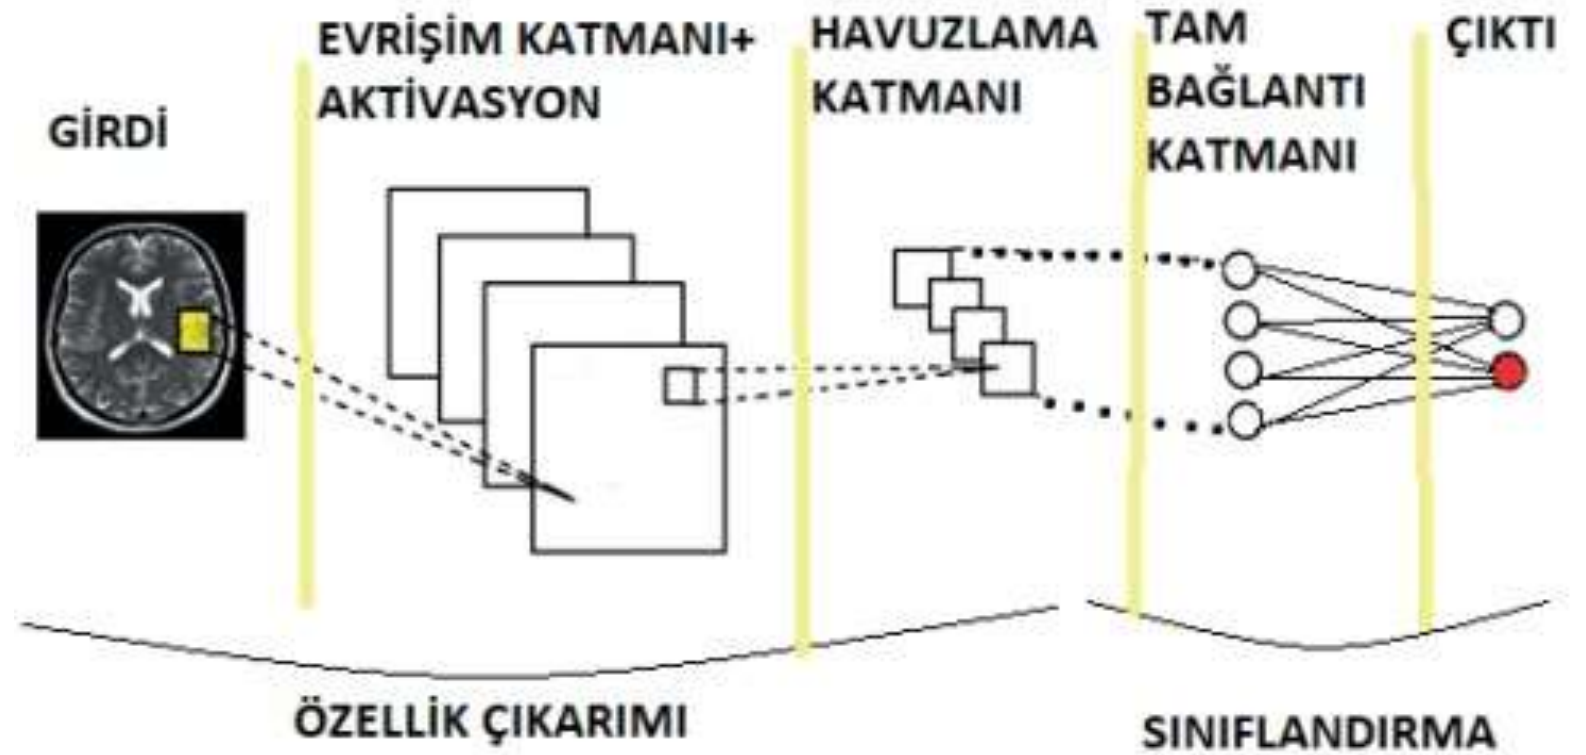 GİRDİ
EVRİŞİM KATMANI+
AKTİVASYON
HAVUZLAMA
KATMANI
TAM
BAĞLANTI
KATMANI
ÇIKTI
ÖZELLİK ÇIKARIMI
SINIFLANDIRMA